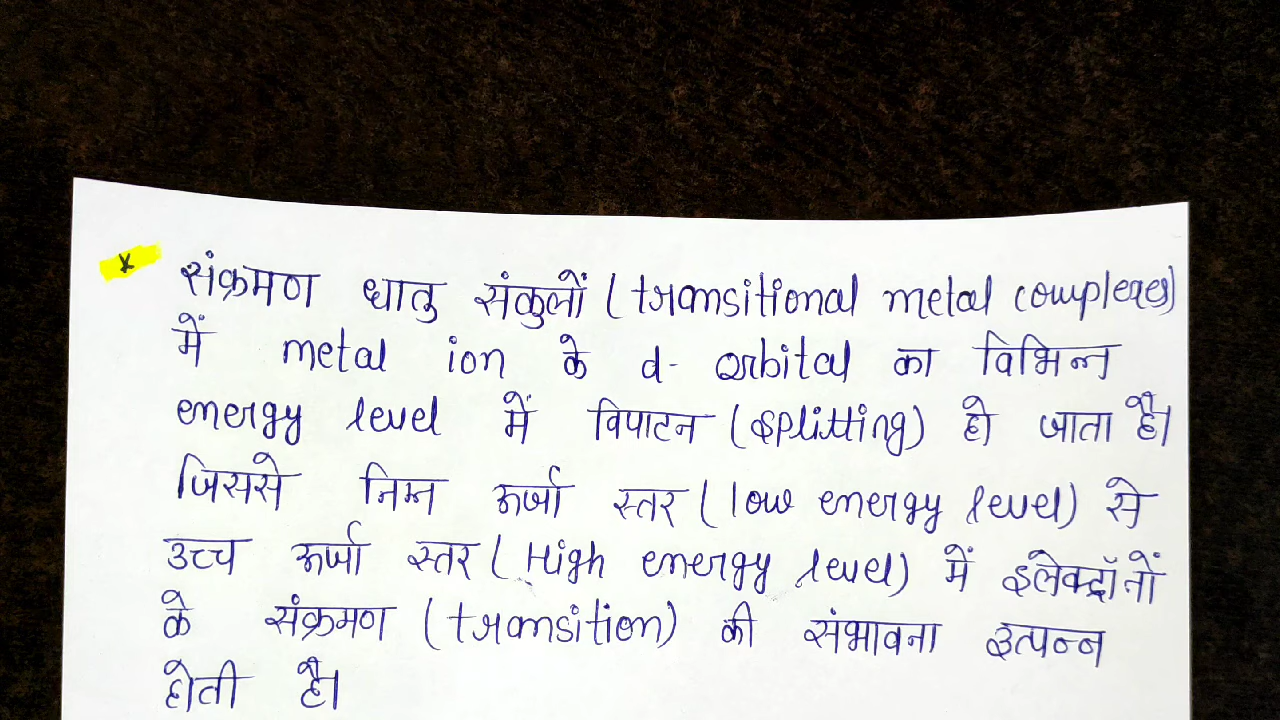 * संक्रमण धातु संकुलों (transitional metal complexes)
में metal ion के d- orbital का विभिन्न
energy level में विपाटन (splitting) हो जाता है।
जिससे निम्न ऊर्जा स्तर (low energy level) से
उच्च ऊर्जा स्तर (High energy level) में इलेक्ट्रॉनों
के संक्रमण (transition) की संभावना उत्पन्न
होती है।